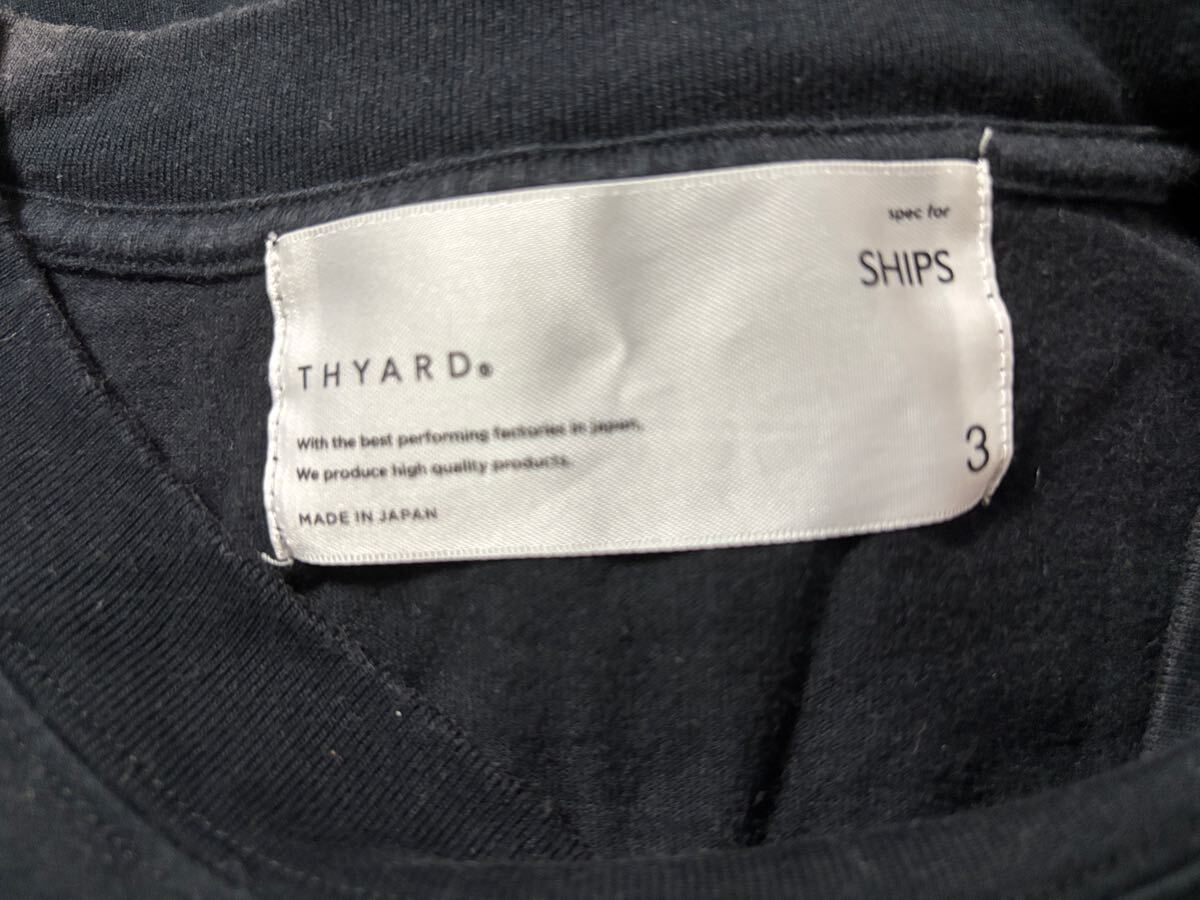 spec for
SHIPS
THYARD®
With the best performing factories in japan,
We produce high quality products.
MADE IN JAPAN
3